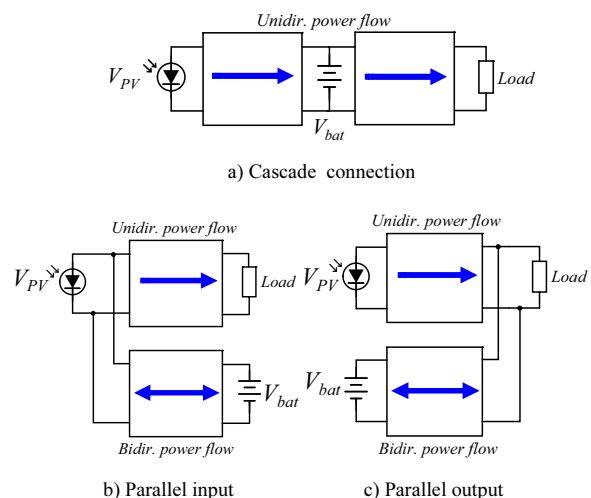 Unidir. power flow
V_PV
Load
V_bat
a) Cascade connection
Unidir. power flow
V_PV
Load
V_bat
Bidir. power flow
b) Parallel input
Unidir. power flow
V_PV
Load
V_bat
Bidir. power flow
c) Parallel output